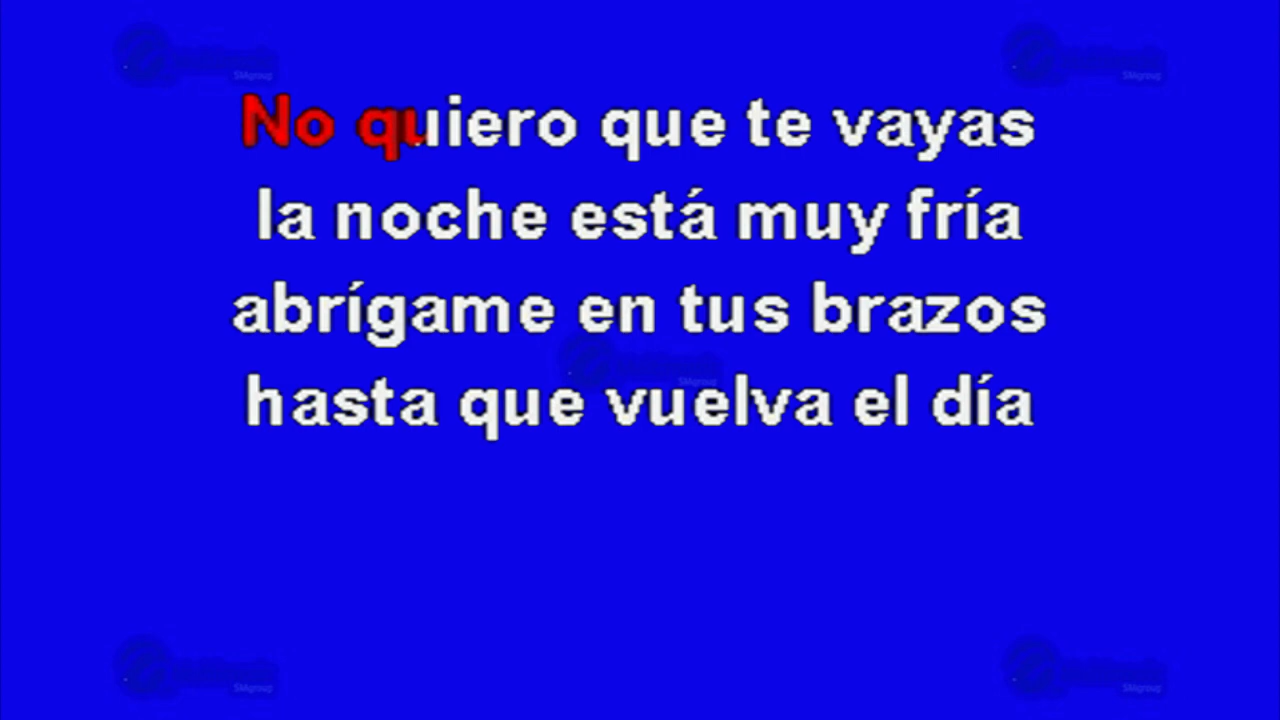 No quiero que te vayas
la noche está muy fría
abrígame en tus brazos
hasta que vuelva el día